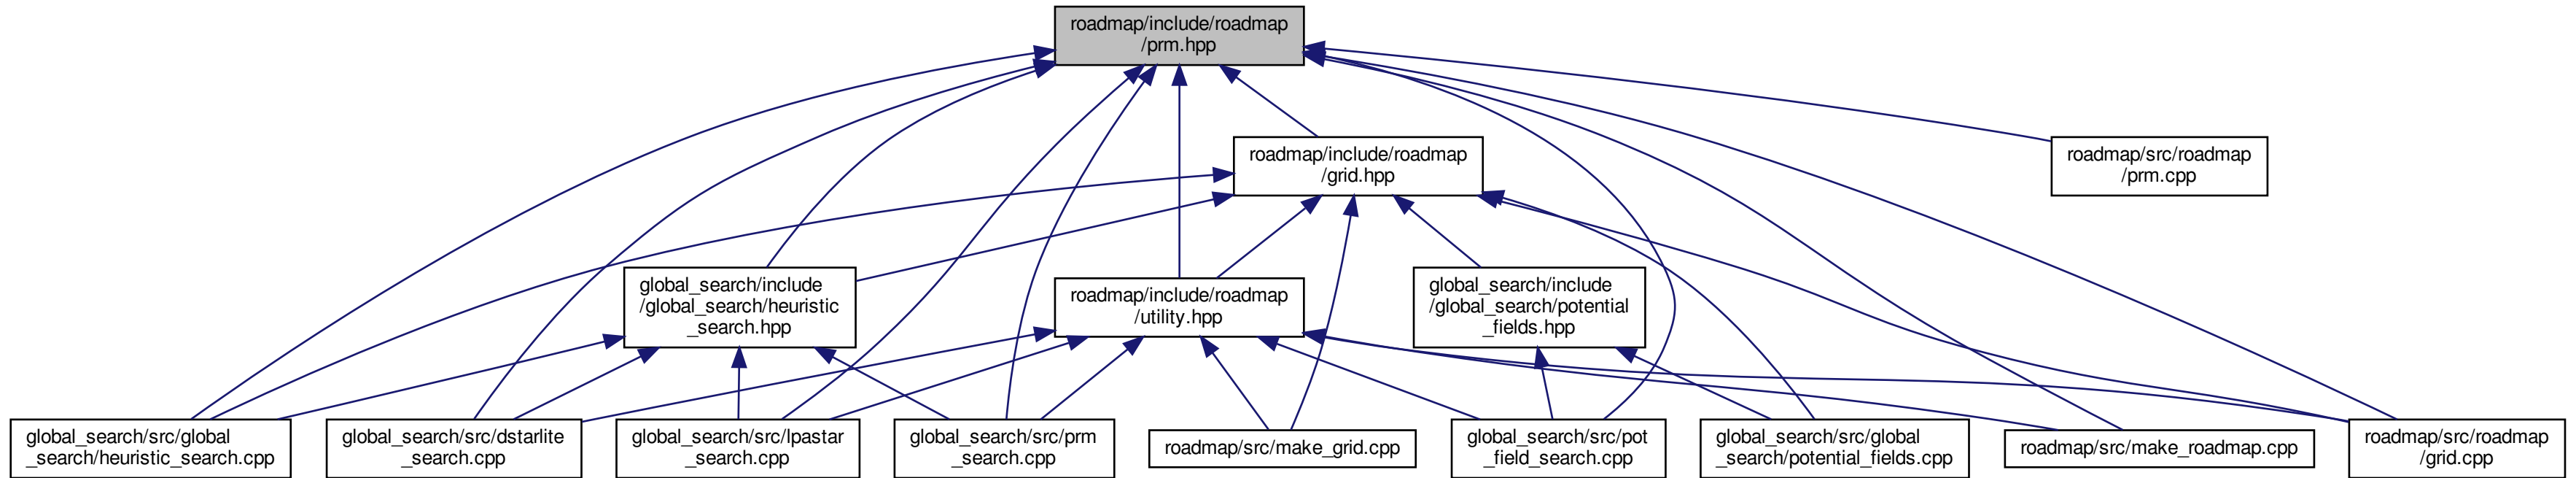 roadmap/include/roadmap
/prm.hpp
roadmap/include/roadmap
/grid.hpp
roadmap/src/roadmap
/prm.cpp
global_search/include
/global_search/heuristic
_search.hpp
roadmap/include/roadmap
/utility.hpp
global_search/include
/global_search/potential
_fields.hpp
global_search/src/global
_search/heuristic_search.cpp
global_search/src/dstarlite
_search.cpp
global_search/src/lpastar
_search.cpp
global_search/src/prm
_search.cpp
roadmap/src/make_grid.cpp
global_search/src/pot
_field_search.cpp
global_search/src/global
_search/potential_fields.cpp
roadmap/src/make_roadmap.cpp
roadmap/src/roadmap
/grid.cpp